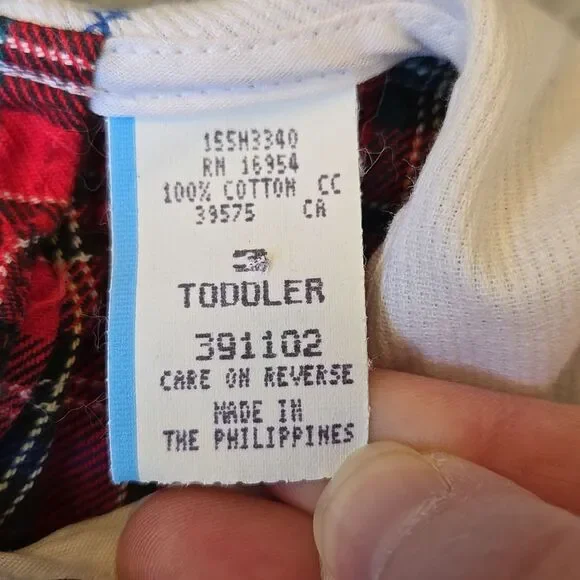 155H3340
RN 16954
100% COTTON CC
39575 CA
3
TODDLER
391102
CARE ON REVERSE
MADE IN
THE PHILIPPINES